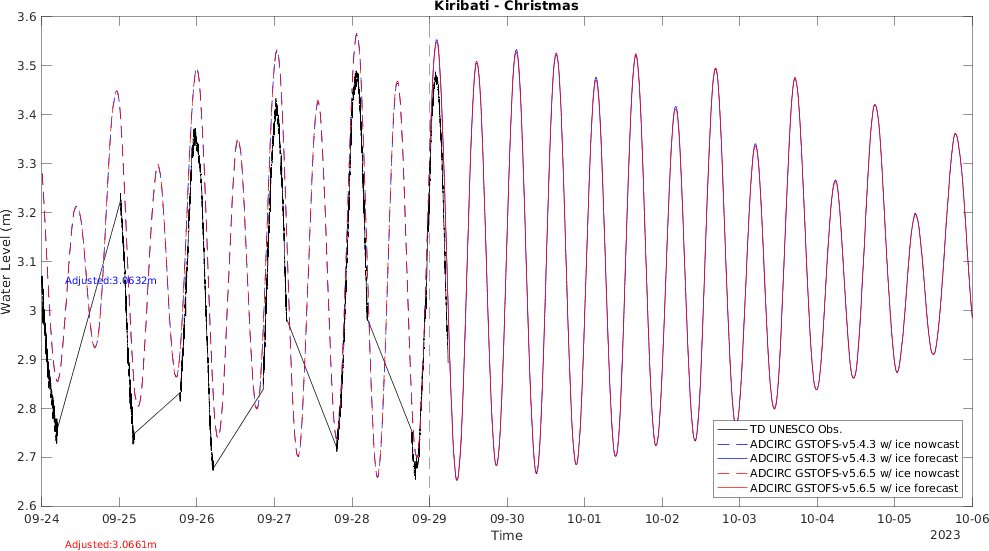 Kiribati - Christmas
3.6
3.5
3.4
3.3
3.2
3.1
3
2.9
2.8
2.7
2.6
Water Level (m)
Adjusted:3.0632m
TD UNESCO Obs.
ADCIRC GSTOFS-v5.4.3 w/ ice nowcast
ADCIRC GSTOFS-v5.4.3 w/ ice forecast
ADCIRC GSTOFS-v5.6.5 w/ ice nowcast
ADCIRC GSTOFS-v5.6.5 w/ ice forecast
09-24 09-25 09-26 09-27 09-28 09-29 09-30 10-01 10-02 10-03 10-04 10-05 10-06
Time
2023
Adjusted:3.0661m